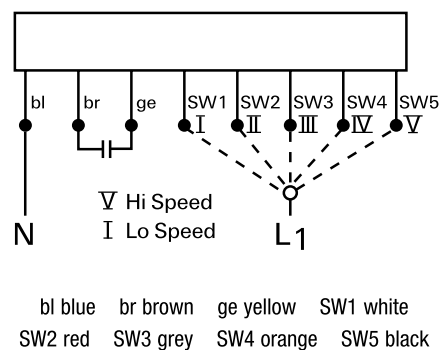 bl br ge SW1 SW2 SW3 SW4 SW5
I II III IV V
V Hi Speed
I Lo Speed
N L1
bl blue br brown ge yellow SW1 white
SW2 red SW3 grey SW4 orange SW5 black